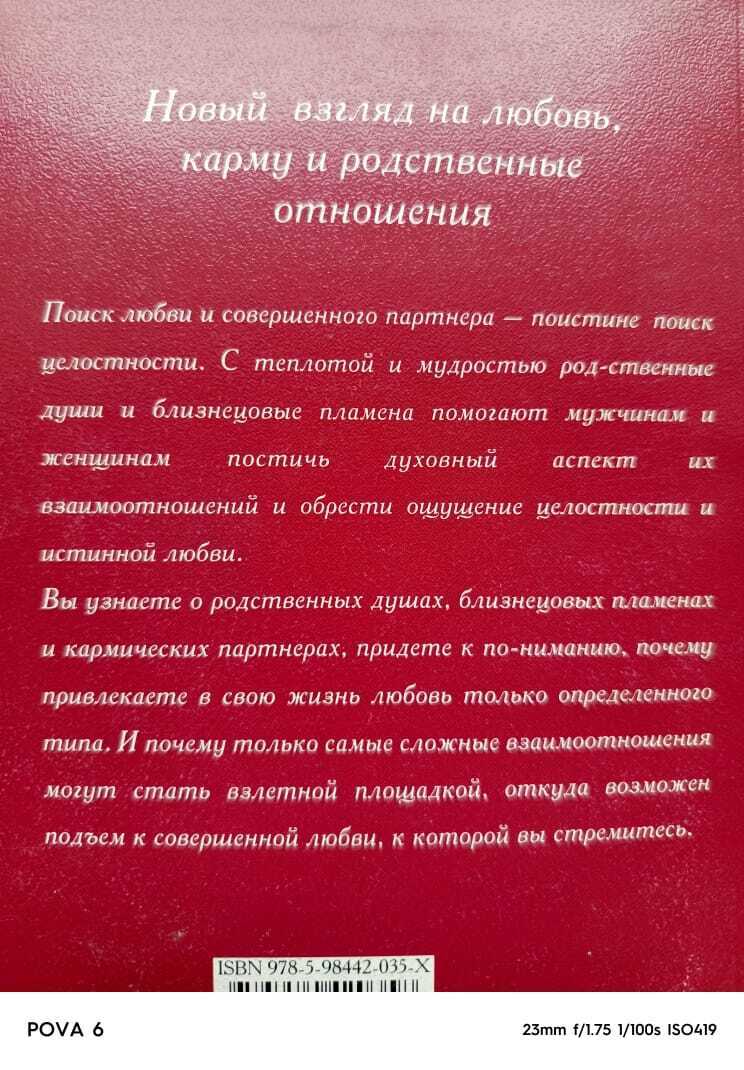 Новый взгляд на любовь,
карму и родственные
отношения
Поиск любви и совершенного партнера — поистине поиск
целостности. С теплотой и мудростью род-ственные
души и близнецовые пламена помогают мужчинам и
женщинам постичь духовный аспект их
взаимоотношений и обрести ощущение целостности и
истинной любви.
Вы узнаете о родственных душах, близнецовых пламенах
и кармических партнерах, придете к по-ниманию, почему
привлекаете в свою жизнь любовь только определенного
типа. И почему только самые сложные взаимоотношения
могут стать взлетной площадкой, откуда возможен
подъем к совершенной любви, к которой вы стремитесь.
ISBN 978-5-98442-035-X
POVA 6
23mm f/1.75 1/100s ISO419